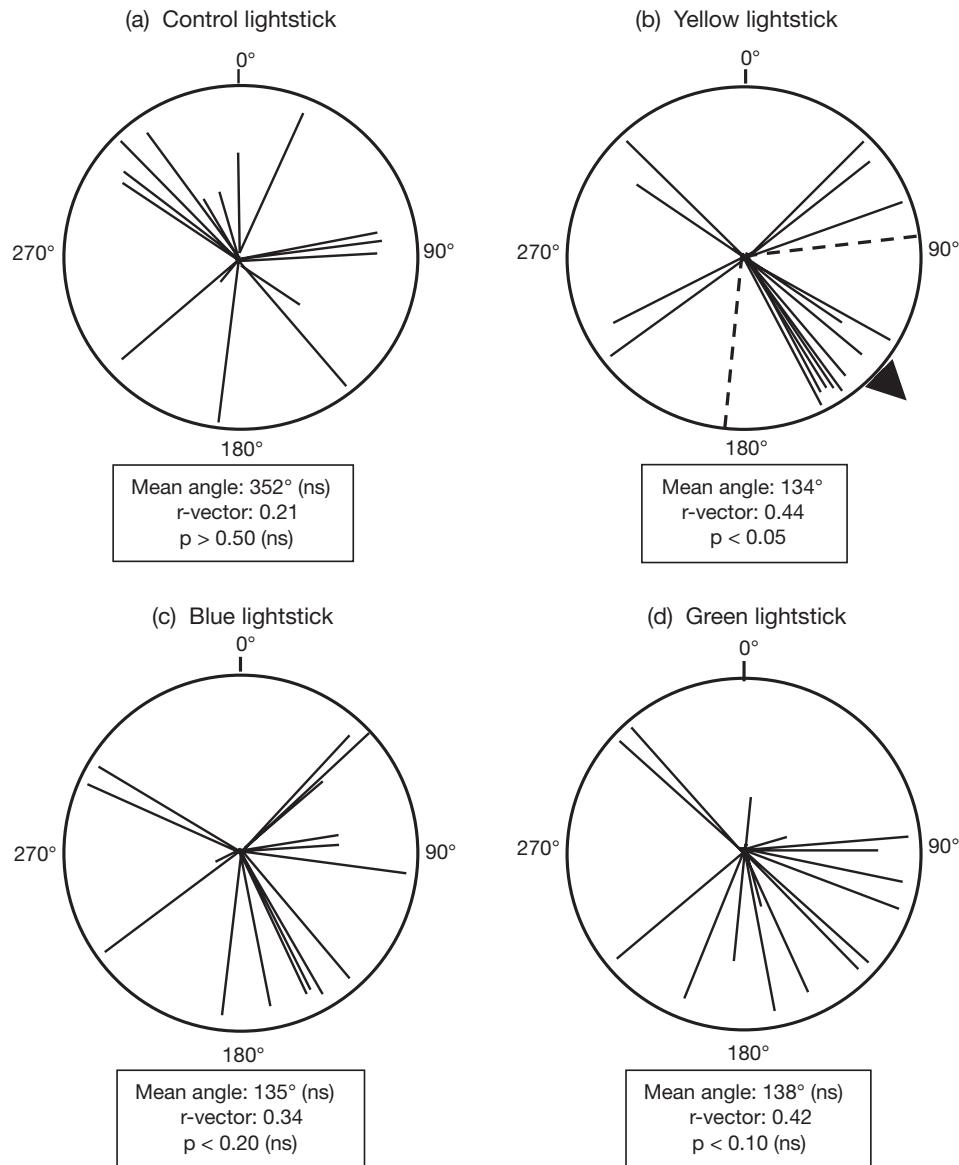 (a) Control lightstick
0°
270°
90°
180°
Mean angle: 352° (ns)
r-vector: 0.21
p > 0.50 (ns)
(b) Yellow lightstick
0°
270°
90°
180°
Mean angle: 134°
r-vector: 0.44
p < 0.05
(c) Blue lightstick
0°
270°
90°
180°
Mean angle: 135° (ns)
r-vector: 0.34
p < 0.20 (ns)
(d) Green lightstick
0°
270°
90°
180°
Mean angle: 138° (ns)
r-vector: 0.42
p < 0.10 (ns)